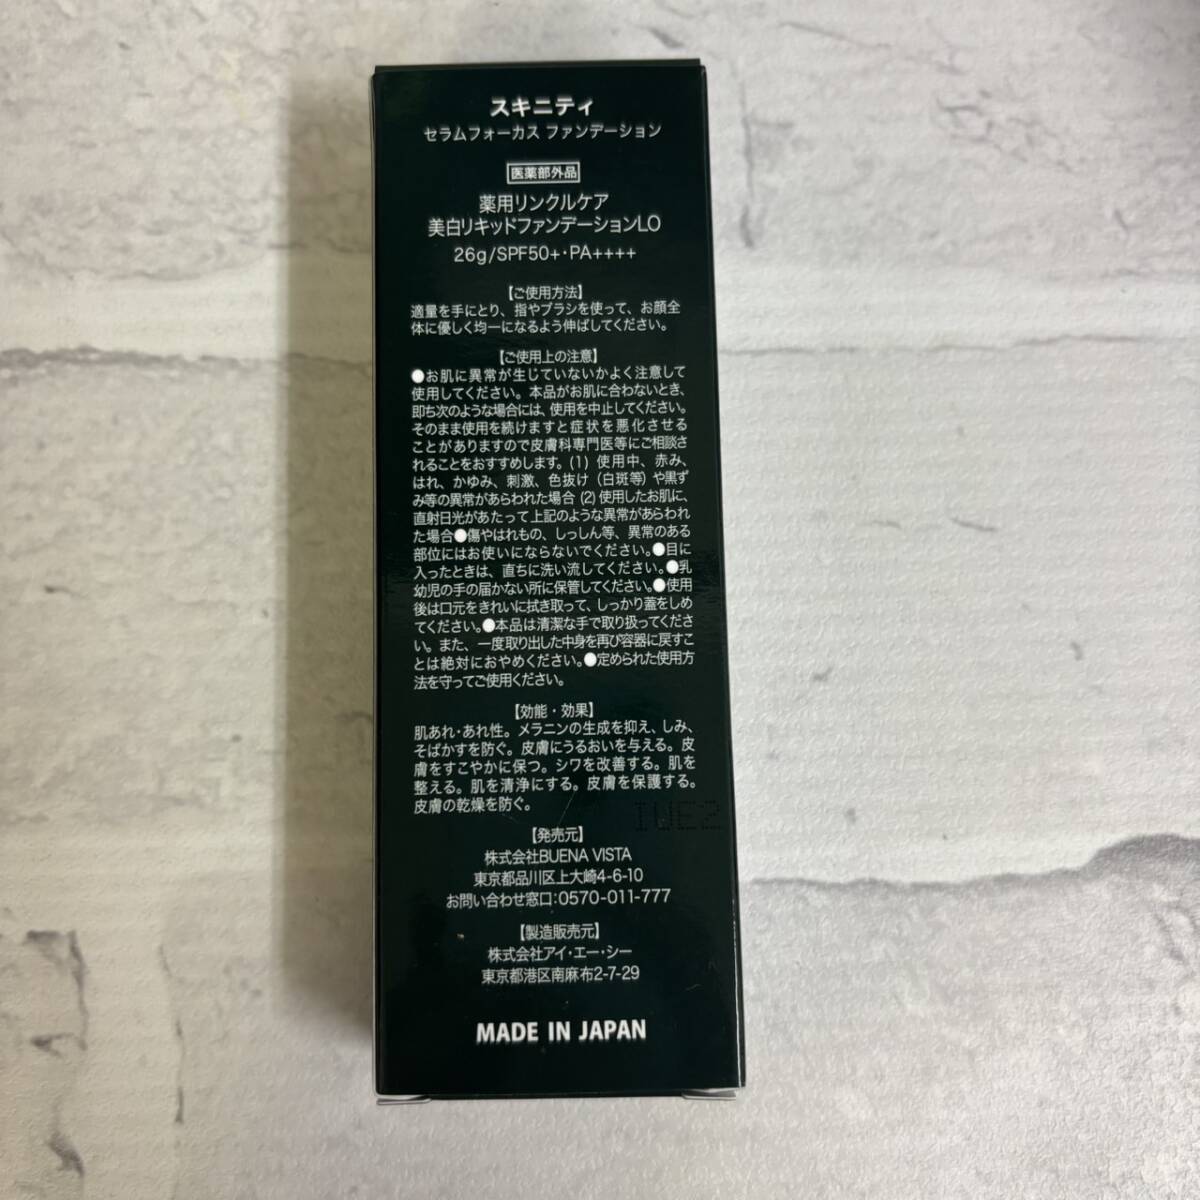 スキニティ
セラムフォーカス ファンデーション
医薬部外品
薬用リンクルケア
美白リキッドファンデーションLO
26g/SPF50+・PA++++
【ご使用方法】
適量を手にとり、指やブラシを使って、お顔全
体に優しく均一になるよう伸ばしてください。
【ご使用上の注意】
●お肌に異常が生じていないかよく注意して
使用してください。本品がお肌に合わないとき、
即ち次のような場合には、使用を中止してください。
そのまま使用を続けますと症状を悪化させる
ことがありますので皮膚科専門医等にご相談さ
れることをおすすめします。(1) 使用中、赤み、
はれ、かゆみ、刺激、色抜け（白斑等）や黒ず
み等の異常があらわれた場合 (2) 使用したお肌に、
直射日光があたって上記のような異常があらわれ
た場合●傷やはれもの、しっしん等、異常のある
部位にはお使いにならないでください。●目に
入ったときは、直ちに洗い流してください。●乳
幼児の手の届かない所に保管してください。●使用
後は口元をきれいに拭き取って、しっかり蓋をしめ
てください。●本品は清潔な手で取り扱ってくださ
い。また、一度取り出した中身を再び容器に戻すこ
とは絶対におやめください。●定められた使用方
法を守ってご使用ください。
【効能・効果】
肌あれ・あれ性。メラニンの生成を抑え、しみ、
そばかすを防ぐ。皮膚にうるおいを与える。皮
膚をすこやかに保つ。シワを改善する。肌を
整える。肌を清浄にする。皮膚を保護する。
皮膚の乾燥を防ぐ。
IUE2
【発売元】
株式会社BUENA VISTA
東京都品川区上大崎4-6-10
お問い合わせ窓口：0570-011-777
【製造販売元】
株式会社アイ・エー・シー
東京都港区南麻布2-7-29
MADE IN JAPAN